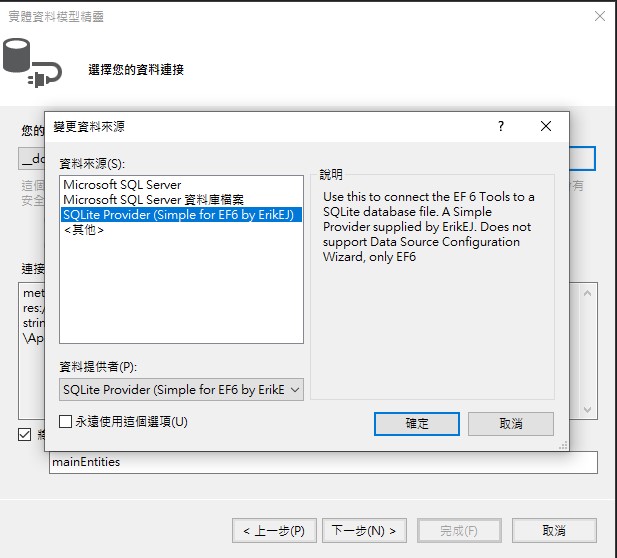 實體資料模型精靈
選擇您的資料連接
您的
變更資料來源
?
資料來源(S):
Microsoft SQL Server
Microsoft SQL Server 資料庫檔案
SQLite Provider (Simple for EF6 by ErikEJ)
<其他>
說明
Use this to connect the EF 6 Tools to a
SQLite database file. A Simple
Provider supplied by ErikEJ. Does not
support Data Source Configuration
Wizard, only EF6
資料提供者(P):
SQLite Provider (Simple for EF6 by ErikE
永遠使用這個選項(U)
確定
取消
__do
這個
有
安全
連接
met
res:/
strin
\Ap
mainEntities
< 上一步(P)
下一步(N) >
完成(F)
取消